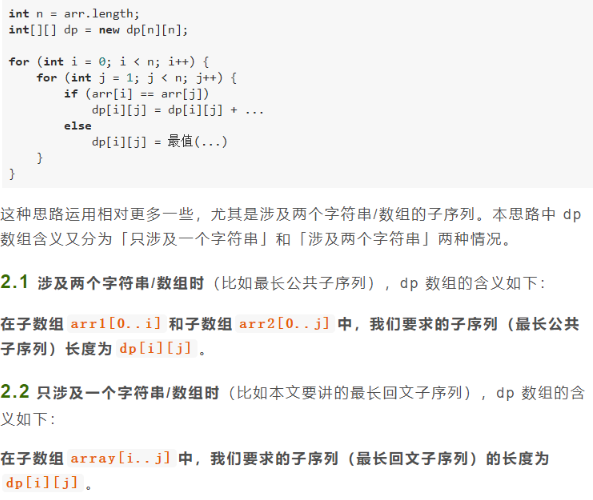 int n = arr.length;
int[][] dp = new dp[n][n];
for (int i = 0; i < n; i++) {
for (int j = 1; j < n; j++) {
if (arr[i] == arr[j])
dp[i][j] = dp[i][j] + ...
else
dp[i][j] = 最值(...)
}
}
这种思路运用相对更多一些，尤其是涉及两个字符串/数组的子序列。本思路中 dp
数组含义又分为「只涉及一个字符串」和「涉及两个字符串」两种情况。
2.1 涉及两个字符串/数组时（比如最长公共子序列），dp 数组的含义如下：
在子数组 arr1[0..i] 和子数组 arr2[0..j] 中，我们要求的子序列（最长公共
子序列）长度为 dp[i][j] 。
2.2 只涉及一个字符串/数组时（比如本文要讲的最长回文子序列），dp 数组的含
义如下：
在子数组 array[i..j] 中，我们要求的子序列（最长回文子序列）的长度为
dp[i][j] 。